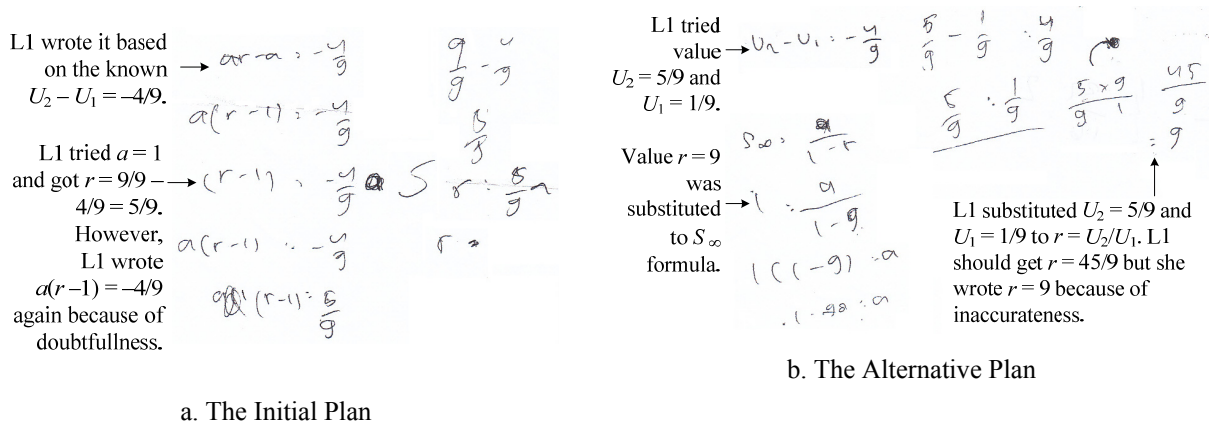 L1 wrote it based
on the known
U₂ – U₁ = –4/9.
L1 tried a = 1
and got r = 9/9 –
4/9 = 5/9.
However,
L1 wrote
a(r –1) = –4/9
again because of
doubtfullness.
ar-a : -4/9
a(r-1) : -4/9
(r-1) : -4/9
a(r-1) : -4/9
(r-1) : 5/9
9/9 - 4/9
r : 5/9
r =
a. The Initial Plan
L1 tried
value
U₂ = 5/9 and
U₁ = 1/9.
Value r = 9
was
substituted
to S ∞
formula.
U₂-U₁ : -4/9
S∞ : a/1-r
1 : a/1-9
1(1-9) : a
5/9 - 1/9 : 4/9
5/9 : 1/9 5×9/9 1 45/9
= 9
L1 substituted U₂ = 5/9 and
U₁ = 1/9 to r = U₂/U₁. L1
should get r = 45/9 but she
wrote r = 9 because of
inaccurateness.
b. The Alternative Plan